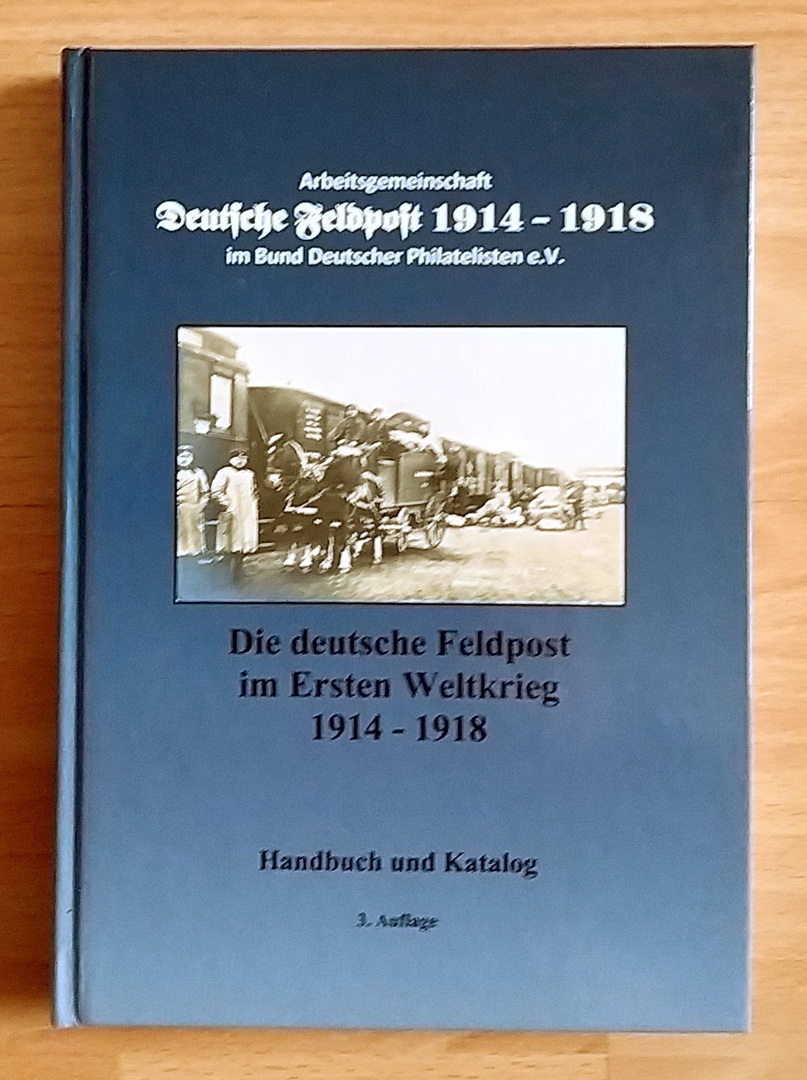 Arbeitsgemeinschaft
Deutsche Feldpost 1914 – 1918
im Bund Deutscher Philatelisten e.V.
Die deutsche Feldpost
im Ersten Weltkrieg
1914 - 1918
Handbuch und Katalog
3. Auflage